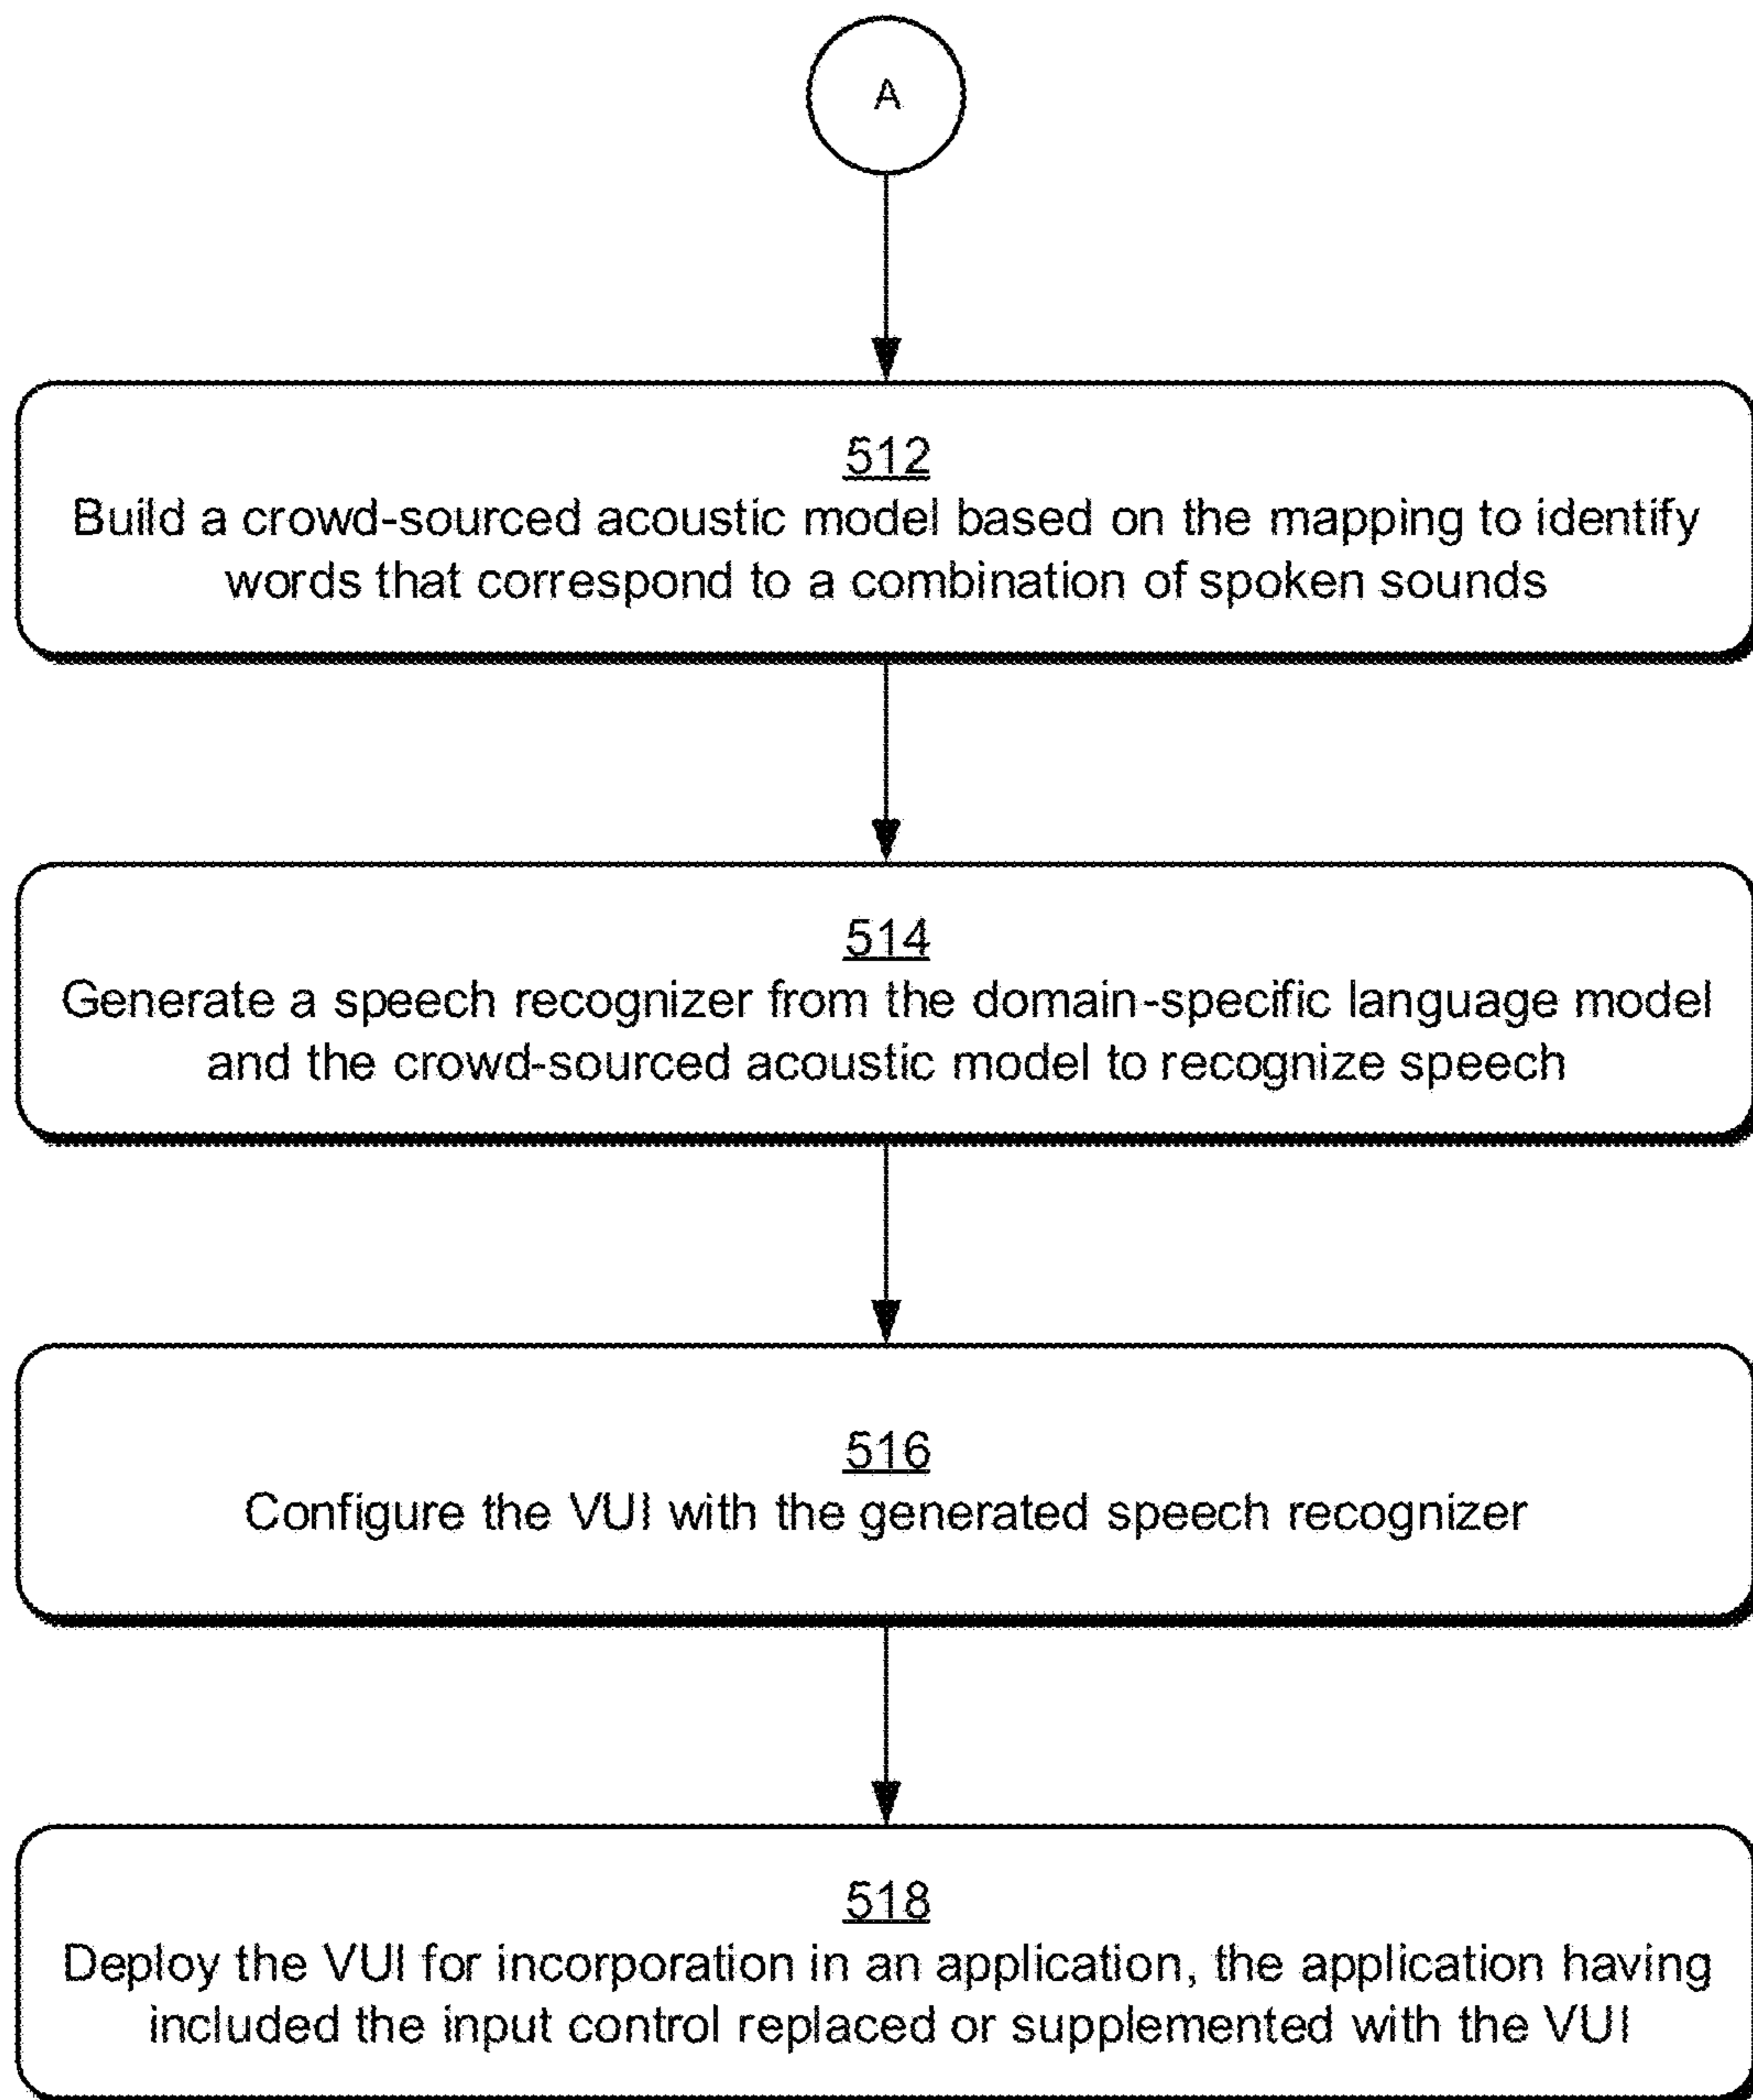 A
512
Build a crowd-sourced acoustic model based on the mapping to identify
words that correspond to a combination of spoken sounds
514
Generate a speech recognizer from the domain-specific language model
and the crowd-sourced acoustic model to recognize speech
516
Configure the VUI with the generated speech recognizer
518
Deploy the VUI for incorporation in an application, the application having
included the input control replaced or supplemented with the VUI